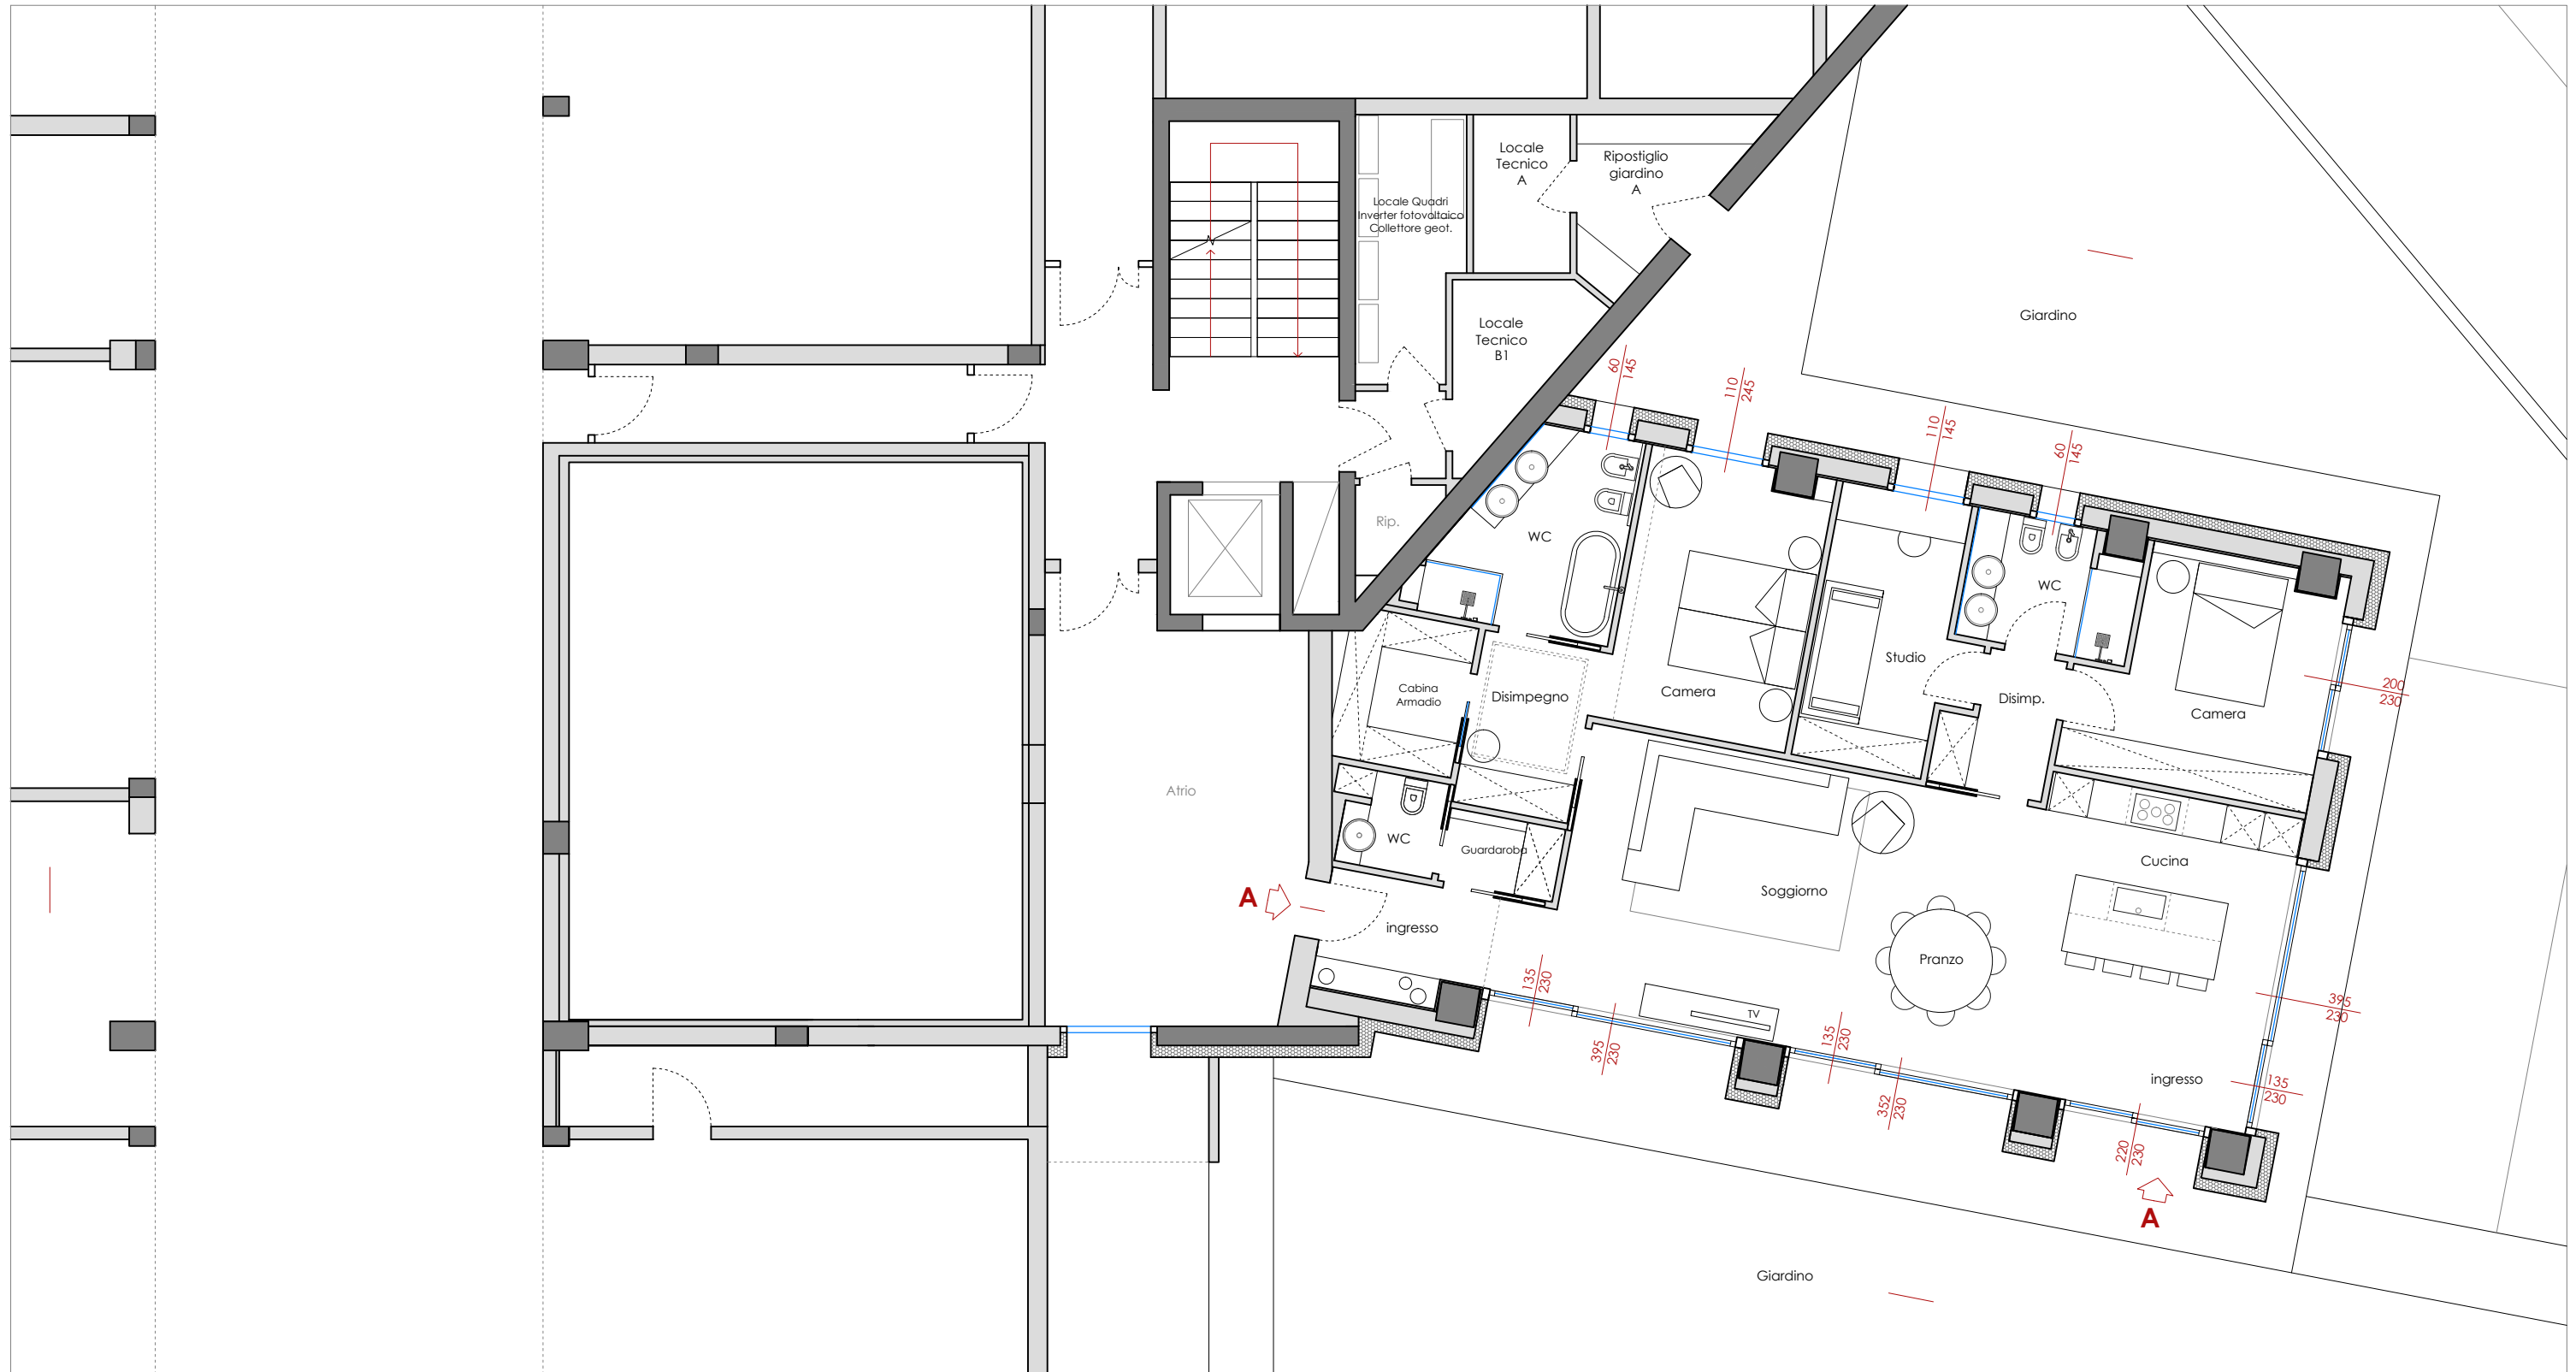 Locale
Tecnico
A
Ripostiglio
giardino
A
Locale Quadri
Inverter fotovoltaico
Collettore geot.
Giardino
Locale
Tecnico
B1
60
145
110
245
110
145
60
145
Rip.
WC
WC
Studio
Cabina
Armadio
Disimpegno
Camera
Disimp.
Camera
200
230
Atrio
WC
Guardaroba
Cucina
Soggiorno
A
ingresso
Pranzo
135
230
395
230
TV
135
230
395
230
352
230
ingresso
135
230
220
230
A
Giardino